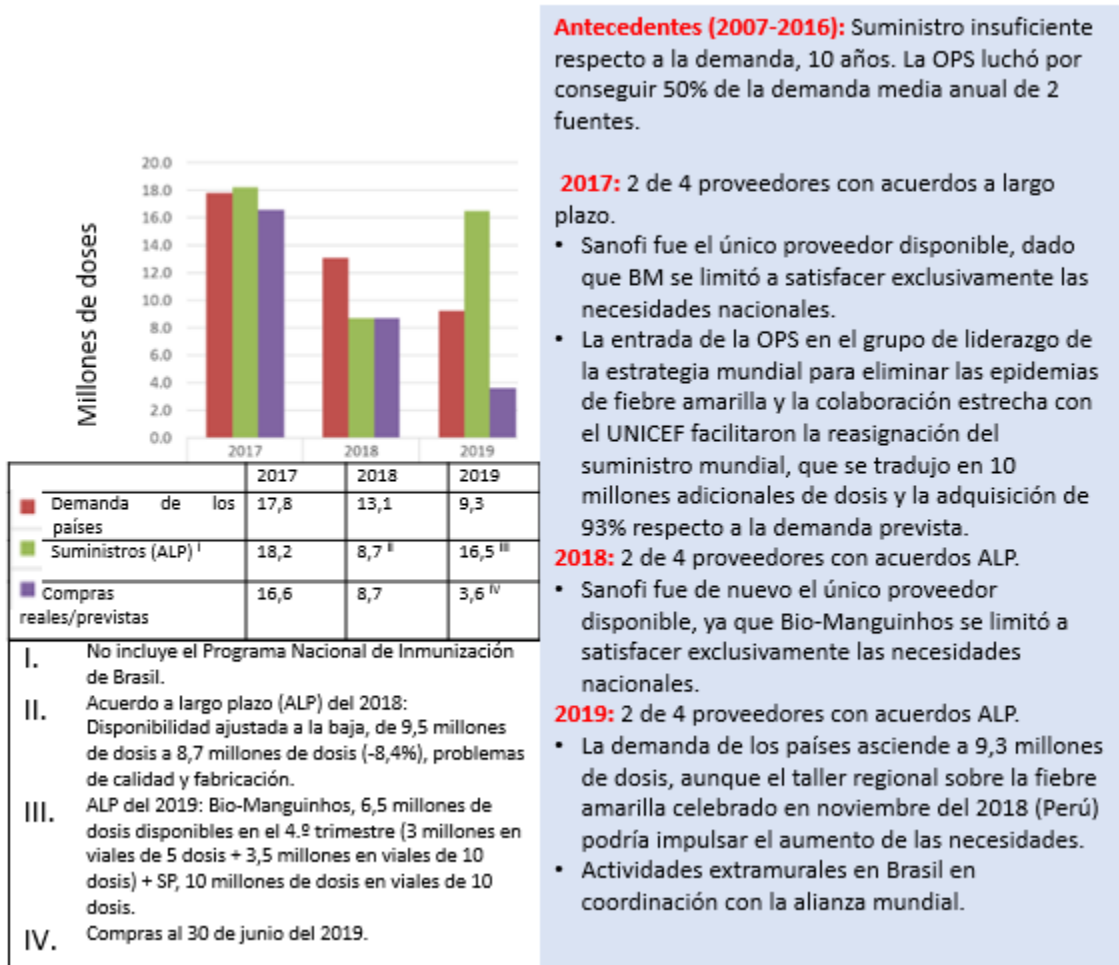 20.0
18.0
16.0
14.0
12.0
10.0
8.0
6.0
4.0
2.0
0.0
Millones de doses
2017 2018 2019
2017 2018 2019
Demanda de los
países 17,8 13,1 9,3
Suministros (ALP) I 18,2 8,7 II 16,5 III
Compras
reales/previstas 16,6 8,7 3,6 IV
I. No incluye el Programa Nacional de Inmunización
de Brasil.
II. Acuerdo a largo plazo (ALP) del 2018:
Disponibilidad ajustada a la baja, de 9,5 millones
de dosis a 8,7 millones de dosis (-8,4%), problemas
de calidad y fabricación.
III. ALP del 2019: Bio-Manguinhos, 6,5 millones de
dosis disponibles en el 4.º trimestre (3 millones en
viales de 5 dosis + 3,5 millones en viales de 10
dosis) + SP, 10 millones de dosis en viales de 10
dosis.
IV. Compras al 30 de junio del 2019.
Antecedentes (2007-2016): Suministro insuficiente
respecto a la demanda, 10 años. La OPS luchó por
conseguir 50% de la demanda media anual de 2
fuentes.
2017: 2 de 4 proveedores con acuerdos a largo
plazo.
• Sanofi fue el único proveedor disponible, dado
que BM se limitó a satisfacer exclusivamente las
necesidades nacionales.
• La entrada de la OPS en el grupo de liderazgo de
la estrategia mundial para eliminar las epidemias
de fiebre amarilla y la colaboración estrecha con
el UNICEF facilitaron la reasignación del
suministro mundial, que se tradujo en 10
millones adicionales de dosis y la adquisición de
93% respecto a la demanda prevista.
2018: 2 de 4 proveedores con acuerdos ALP.
• Sanofi fue de nuevo el único proveedor
disponible, ya que Bio-Manguinhos se limitó a
satisfacer exclusivamente las necesidades
nacionales.
2019: 2 de 4 proveedores con acuerdos ALP.
• La demanda de los países asciende a 9,3 millones
de dosis, aunque el taller regional sobre la fiebre
amarilla celebrado en noviembre del 2018 (Perú)
podría impulsar el aumento de las necesidades.
• Actividades extramurales en Brasil en
coordinación con la alianza mundial.